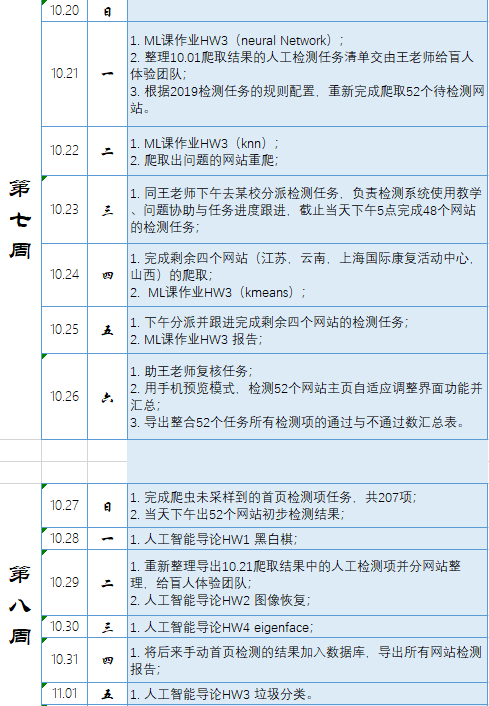 10.20 日
第七周
10.21 一
1. ML课作业HW3（neural Network）；
2. 整理10.01爬取结果的人工检测任务清单交由王老师给盲人
体验团队；
3. 根据2019检测任务的规则配置，重新完成爬取52个待检测网
站。
10.22 二
1. ML课作业HW3（knn）；
2. 爬取出问题的网站重爬；
10.23 三
1. 同王老师下午去某校分派检测任务，负责检测系统使用教学
、问题协助与任务进度跟进，截止当天下午5点完成48个网站
的检测任务；
10.24 四
1. 完成剩余四个网站（江苏，云南，上海国际康复活动中心，
山西）的爬取；
2.  ML课作业HW3（kmeans）；
10.25 五
1. 下午分派并跟进完成剩余四个网站的检测任务；
2. ML课作业HW3 报告；
10.26 六
1. 助王老师复核任务；
2. 用手机预览模式，检测52个网站主页自适应调整界面功能并
汇总；
3. 导出整合52个任务所有检测项的通过与不通过数汇总表。
第八周
10.27 日
1. 完成爬虫未采样到的首页检测项任务，共207项；
2. 当天下午出52个网站初步检测结果；
10.28 一
1. 人工智能导论HW1 黑白棋；
10.29 二
1. 重新整理导出10.21爬取结果中的人工检测项并分网站整
理，给盲人体验团队；
2. 人工智能导论HW2 图像恢复；
10.30 三
1. 人工智能导论HW4 eigenface；
10.31 四
1. 将后来手动首页检测的结果加入数据库，导出所有网站检测
报告；
11.01 五
1. 人工智能导论HW3 垃圾分类。